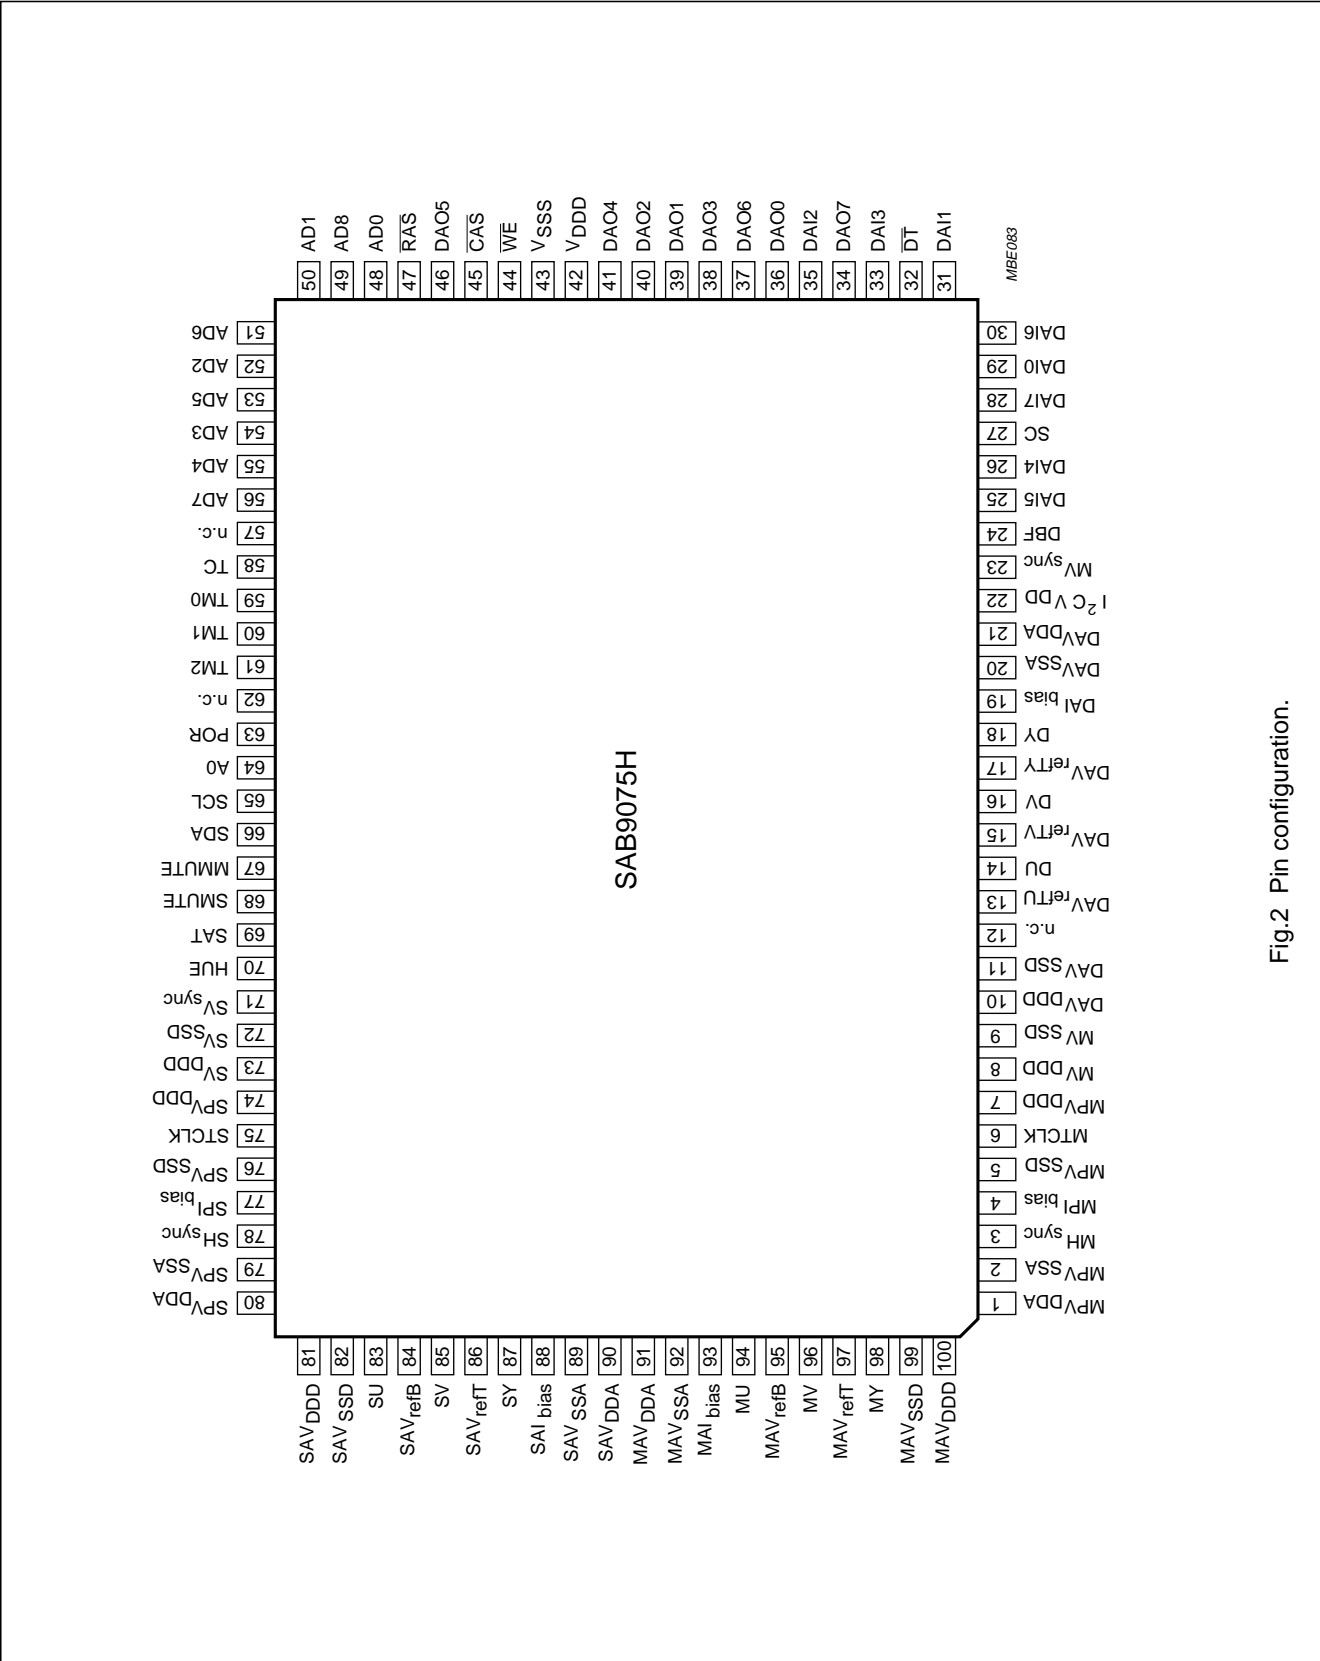 50 AD1
49 AD8
48 AD0
47 R̅A̅S̅
46 DAO5
45 C̅A̅S̅
44 W̅E̅
43 VSSS
42 VDDD
41 DAO4
40 DAO2
39 DAO1
38 DAO3
37 DAO6
36 DAO0
35 DAI2
34 DAO7
33 DAI3
32 D̅T̅
31 DAI1
MBE083
AD6 51
AD2 52
AD5 53
AD3 54
AD4 55
AD7 56
n.c. 57
TC 58
TM0 59
TM1 60
TM2 61
n.c. 62
POR 63
A0 64
SCL 65
SDA 66
MMUTE 67
SMUTE 68
SAT 69
HUE 70
SVsync 71
SVSSD 72
SVDDD 73
SPVDDD 74
STCLK 75
SPVSSD 76
SPIbias 77
SHsync 78
SPVSSA 79
SPVDDA 80
SAB9075H
30 DAI6
29 DAI0
28 DAI7
27 SC
26 DAI4
25 DAI5
24 DBF
23 MVsync
22 I²C VDD
21 DAVDDA
20 DAVSSA
19 DAIbias
18 DY
17 DAVrefTY
16 DV
15 DAVrefTV
14 DU
13 DAVrefTU
12 n.c.
11 DAVSSD
10 DAVDDD
9 MVSSD
8 MVDDD
7 MPVDDD
6 MTCLK
5 MPVSSD
4 MPIbias
3 MHsync
2 MPVSSA
1 MPVDDA
SAVDDD 81
SAVSSD 82
SU 83
SAVrefB 84
SV 85
SAVrefT 86
SY 87
SAIbias 88
SAVSSA 89
SAVDDA 90
MAVDDA 91
MAVSSA 92
MAIbias 93
MU 94
MAVrefB 95
MV 96
MAVrefT 97
MY 98
MAVSSD 99
MAVDDD 100
Fig.2 Pin configuration.